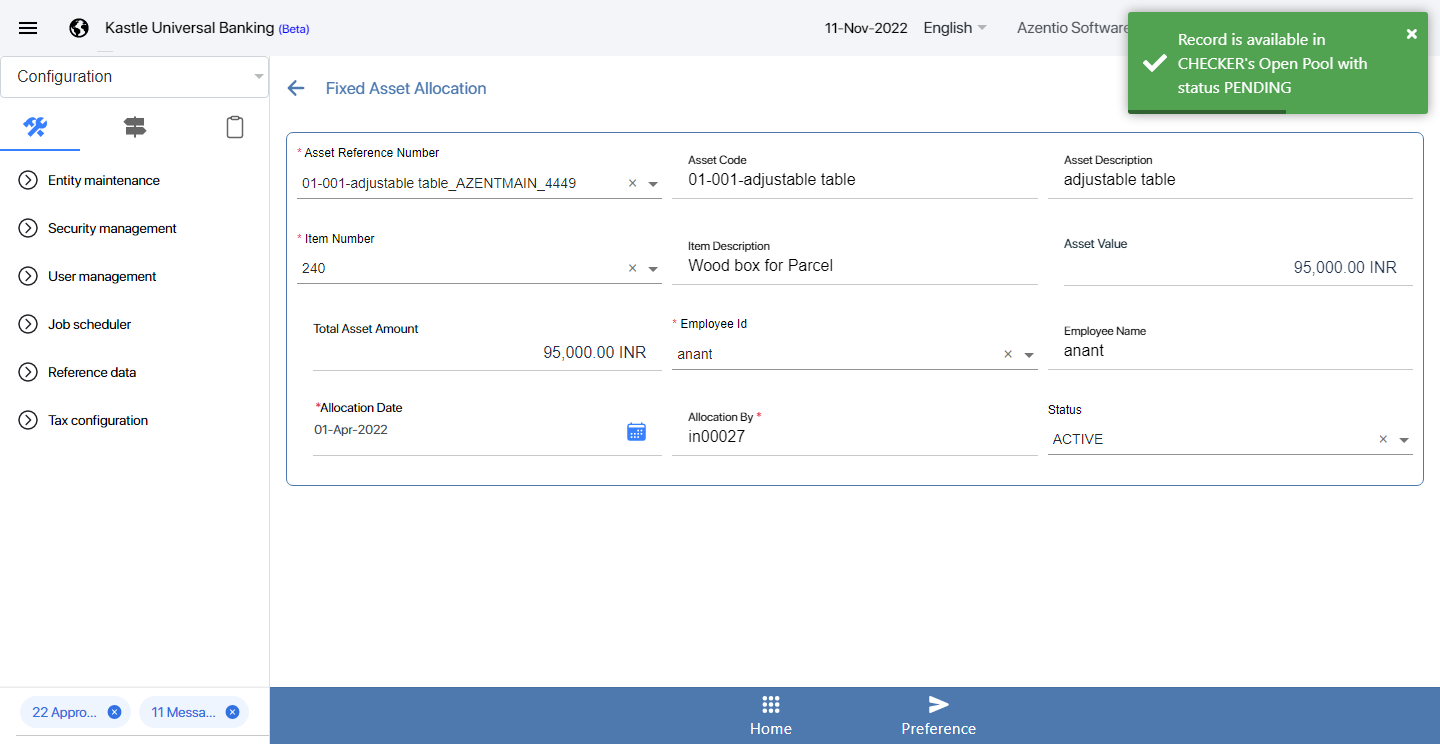 Kastle Universal Banking (Beta)
11-Nov-2022
English
Azentio Software
Record is available in
CHECKER's Open Pool with
status PENDING
Configuration
Entity maintenance
Security management
User management
Job scheduler
Reference data
Tax configuration
22 Appro...
11 Messa...
Fixed Asset Allocation
* Asset Reference Number
01-001-adjustable table_AZENTMAIN_4449
Asset Code
01-001-adjustable table
Asset Description
adjustable table
* Item Number
240
Item Description
Wood box for Parcel
Asset Value
95,000.00 INR
Total Asset Amount
95,000.00 INR
* Employee Id
anant
Employee Name
anant
*Allocation Date
01-Apr-2022
Allocation By *
in00027
Status
ACTIVE
Home
Preference